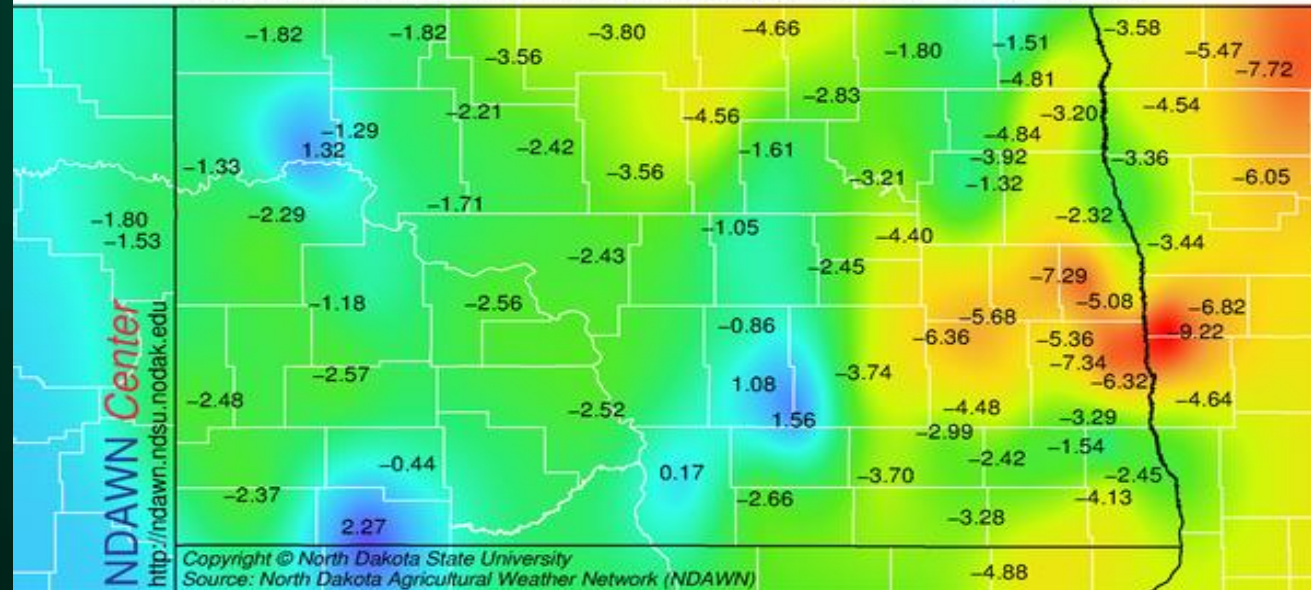 −1.82 −1.82 −3.80 −4.66 −3.58
−3.56 −1.80 −1.51 −5.47
−4.81 −7.72
−2.21 −4.56 −2.83 −3.20 −4.54
−1.29 −4.84
1.32 −2.42 −1.61 −3.92 −3.36
−1.33 −3.56 −3.21 −1.32 −6.05
−1.80 −2.29 −1.71 −2.32
−1.53 −1.05 −4.40 −3.44
−2.43 −2.45 −7.29
−1.18 −2.56 −5.08 −6.82
−0.86 −5.68 −9.22
−6.36 −5.36
−2.57 −3.74 −7.34
1.08 −6.32
−2.48 −2.52 −4.48 −4.64
1.56 −3.29
−2.99 −1.54
−0.44 0.17 −3.70 −2.42 −2.45
−2.37 −2.66 −4.13
2.27 −3.28
−4.88
NDAWN Center
http://ndawn.ndsu.nodak.edu
Copyright © North Dakota State University
Source: North Dakota Agricultural Weather Network (NDAWN)